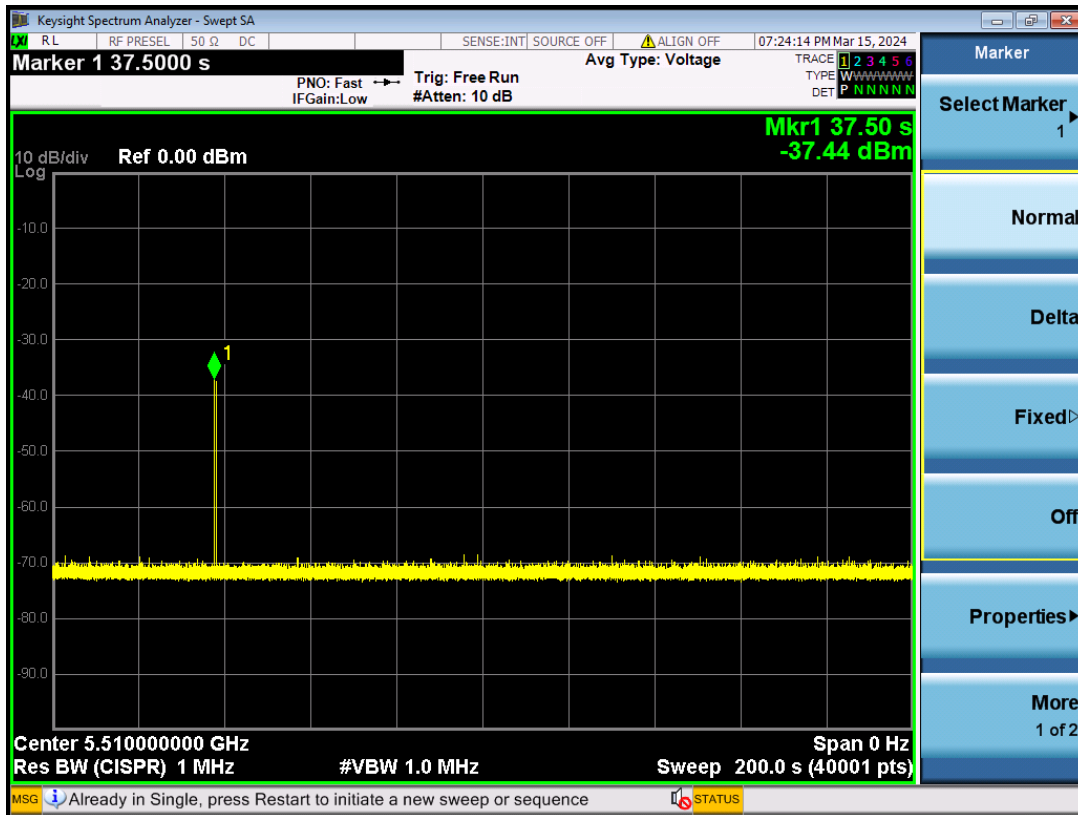 Keysight Spectrum Analyzer - Swept SA
LXI RL RF PRESEL 50 Ω DC SENSE:INT SOURCE OFF ALIGN OFF 07:24:14 PM Mar 15, 2024
Marker 1 37.5000 s
PNO: Fast
IFGain:Low
Trig: Free Run
#Atten: 10 dB
Avg Type: Voltage
TRACE 1 2 3 4 5 6
TYPE WWWWWW
DET P N N N N N
Mkr1 37.50 s
-37.44 dBm
10 dB/div Ref 0.00 dBm
Log
-10.0
-20.0
-30.0
1
-40.0
-50.0
-60.0
-70.0
-80.0
-90.0
Center 5.510000000 GHz Span 0 Hz
Res BW (CISPR) 1 MHz #VBW 1.0 MHz Sweep 200.0 s (40001 pts)
MSG Already in Single, press Restart to initiate a new sweep or sequence STATUS
Marker
Select Marker
1
Normal
Delta
Fixed
Off
Properties
More
1 of 2